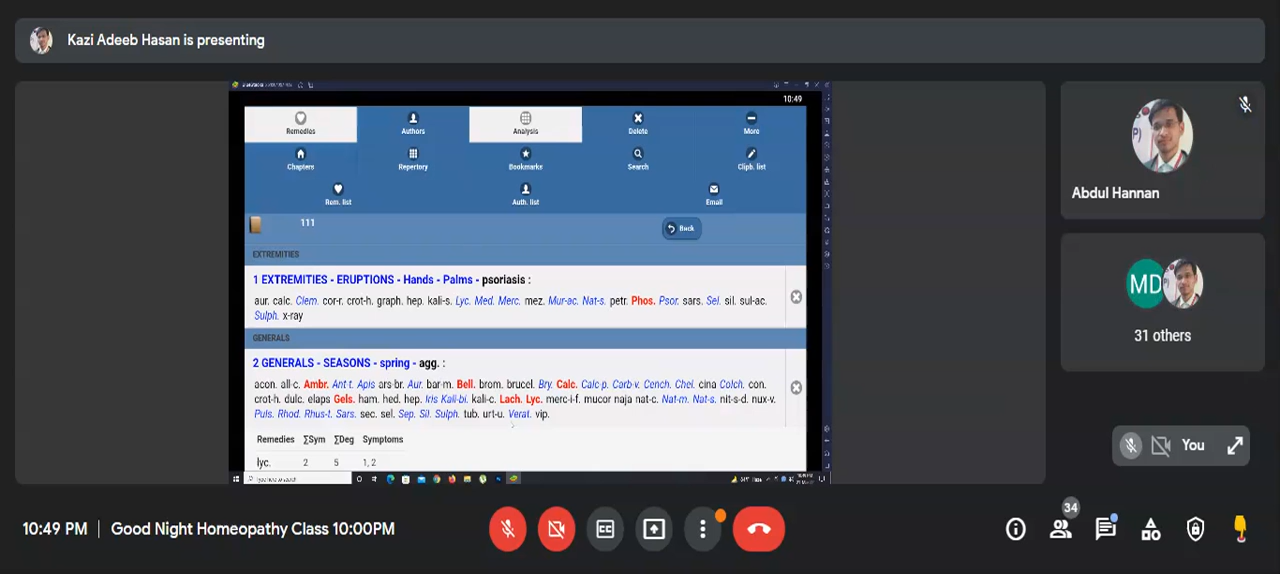 Kazi Adeeb Hasan is presenting
10:49
Remedies Authors Analysis Delete More
Chapters Repertory Bookmarks Search Clipb. list
Rem. list Auth. list Email
111 Back
EXTREMITIES
1 EXTREMITIES - ERUPTIONS - Hands - Palms - psoriasis :
aur. calc. Clem. cor-r. crot-h. graph. hep. kali-s. Lyc. Med. Merc. mez. Mur-ac. Nat-s. petr. Phos. Psor. sars. Sel. sil. sul-ac.
Sulph. x-ray
GENERALS
2 GENERALS - SEASONS - spring - agg. :
acon. all-c. Ambr. Ant-t. Apis ars-br. Aur. bar-m. Bell. brom. brucel. Bry. Calc. Calc-p. Carb-v. Cench. Chel. cina Colch. con.
crot-h. dulc. elaps Gels. ham. hed. hep. Iris Kali-bi. kali-c. Lach. Lyc. merc-i-f. mucor naja nat-c. Nat-m. Nat-s. nit-s-d. nux-v.
Puls. Rhod. Rhus-t. Sars. sec. sel. Sep. Sil. Sulph. tub. urt-u. Verat. vip.
Remedies ∑Sym ∑Deg Symptoms
lyc. 2 5 1, 2
Type here to search
Abdul Hannan
MD
31 others
You
10:49 PM | Good Night Homeopathy Class 10:00PM
34